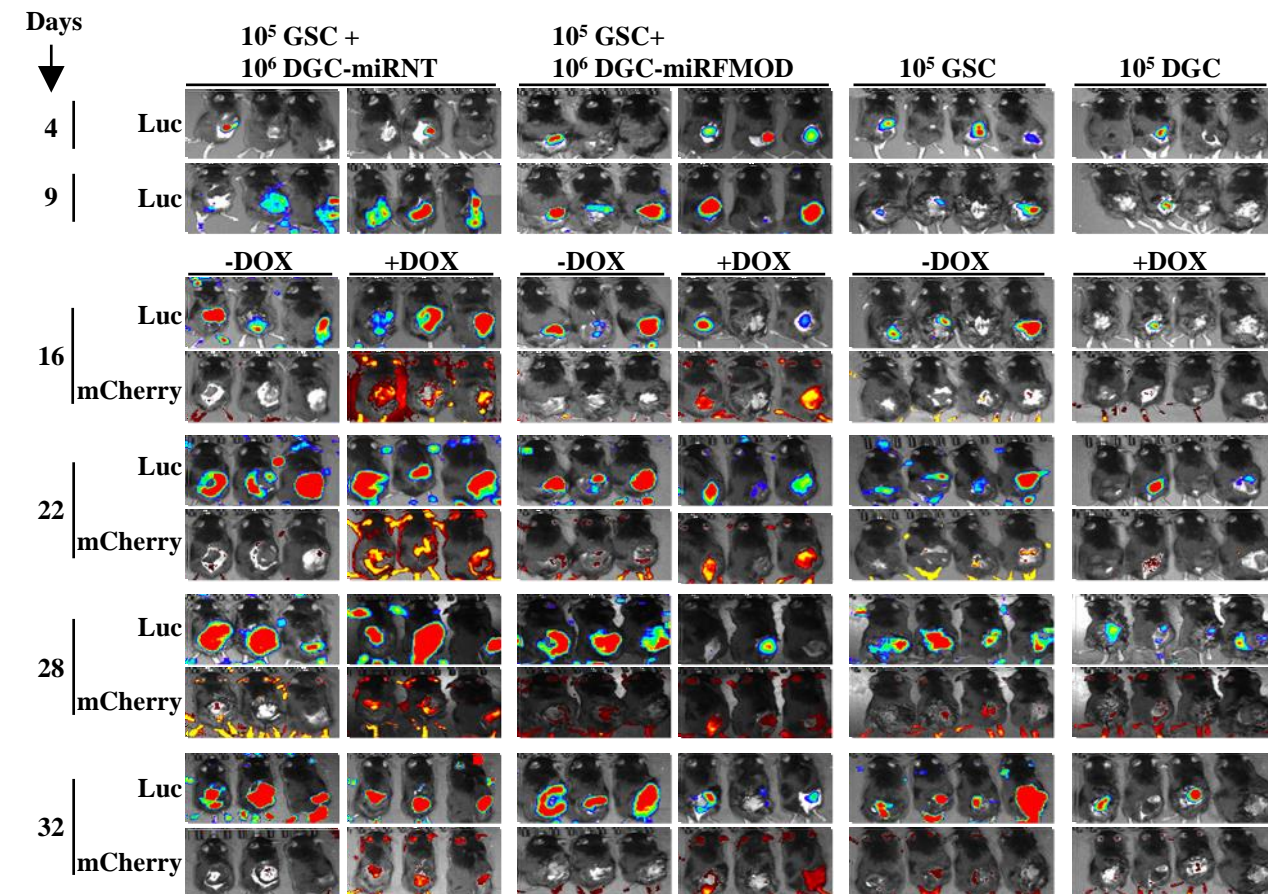 Days
10⁵ GSC +
10⁶ DGC-miRNT
10⁵ GSC+
10⁶ DGC-miRFMOD
10⁵ GSC
10⁵ DGC
4
Luc
9
Luc
-DOX
+DOX
-DOX
+DOX
-DOX
+DOX
16
Luc
mCherry
22
Luc
mCherry
28
Luc
mCherry
32
Luc
mCherry